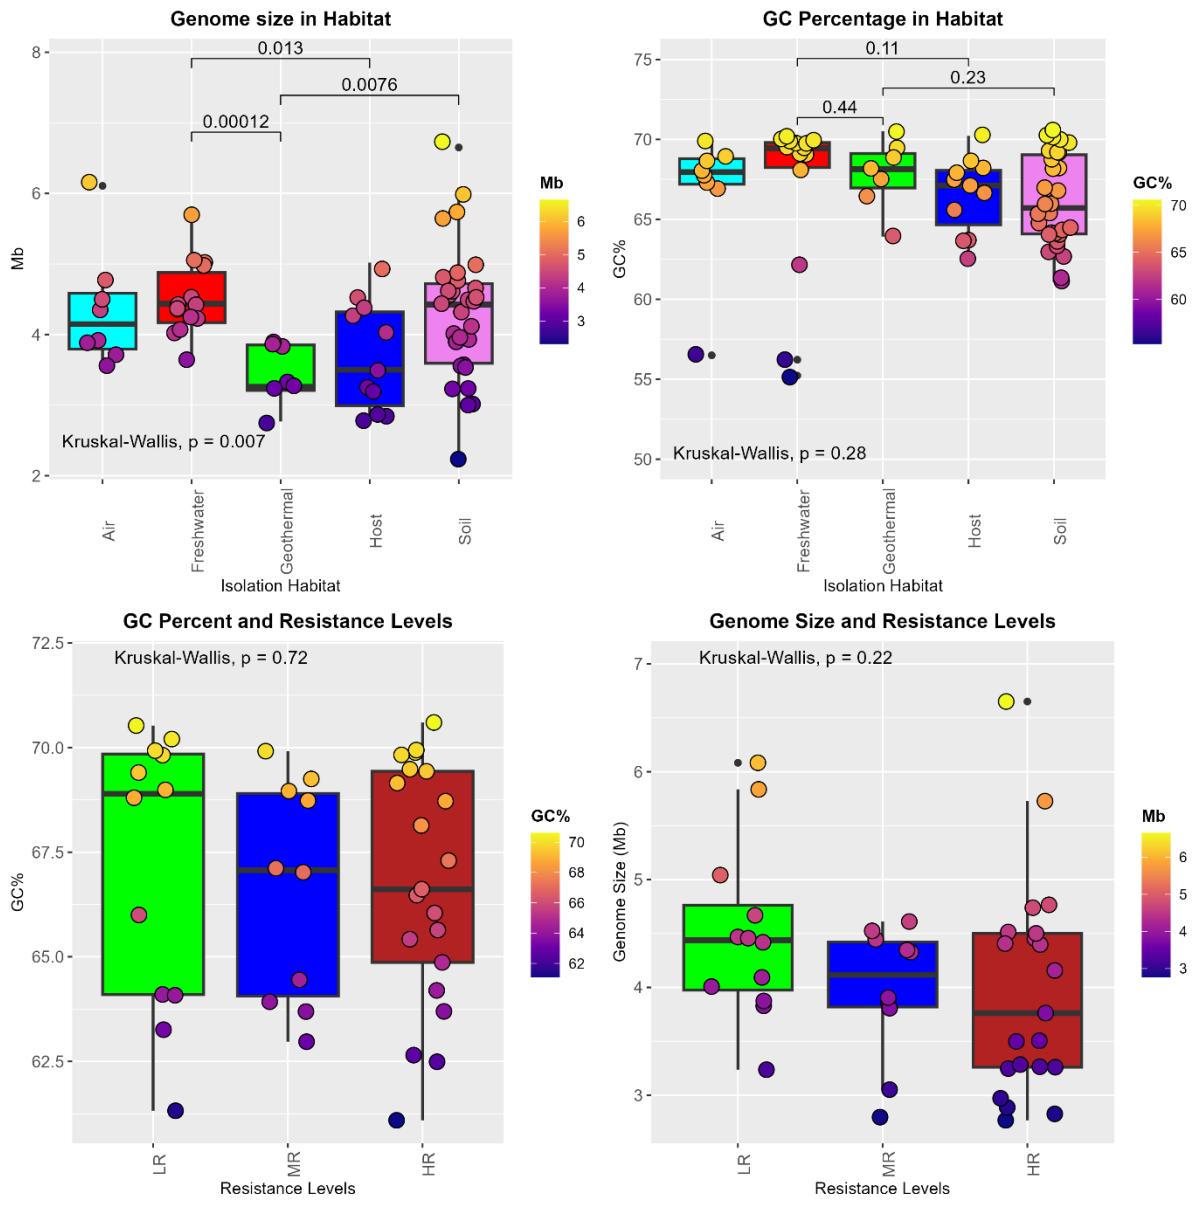 Genome size in Habitat
8
6
4
2
Mb
0.013
0.0076
0.00012
Kruskal-Wallis, p = 0.007
Air
Freshwater
Geothermal
Host
Soil
Isolation Habitat
Mb
6
5
4
3
GC Percentage in Habitat
75
70
65
60
55
50
GC%
0.11
0.23
0.44
Kruskal-Wallis, p = 0.28
Air
Freshwater
Geothermal
Host
Soil
Isolation Habitat
GC%
70
65
60
GC Percent and Resistance Levels
72.5
70.0
67.5
65.0
62.5
GC%
Kruskal-Wallis, p = 0.72
LR
MR
HR
Resistance Levels
GC%
70
68
66
64
62
Genome Size and Resistance Levels
7
6
5
4
3
Genome Size (Mb)
Kruskal-Wallis, p = 0.22
LR
MR
HR
Resistance Levels
Mb
6
5
4
3